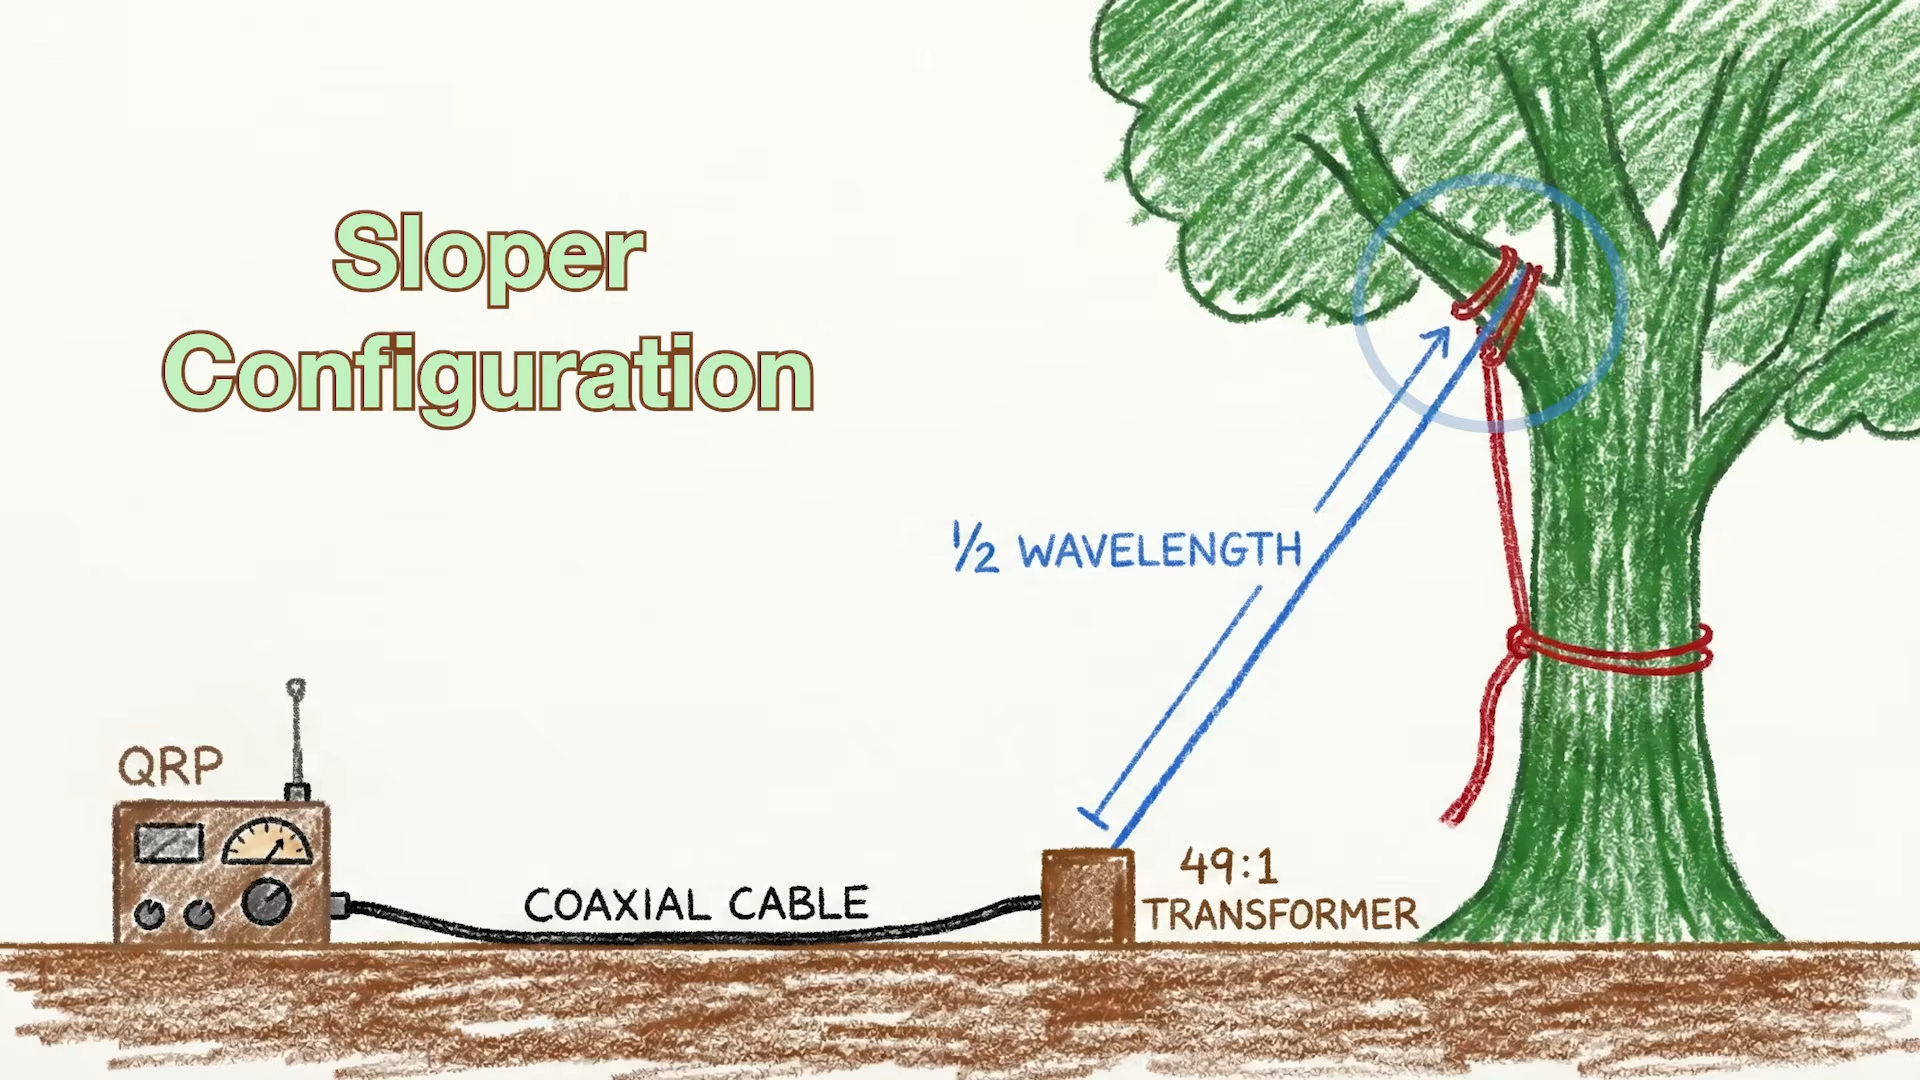 Sloper
Configuration
½ WAVELENGTH
QRP
COAXIAL CABLE
49:1
TRANSFORMER